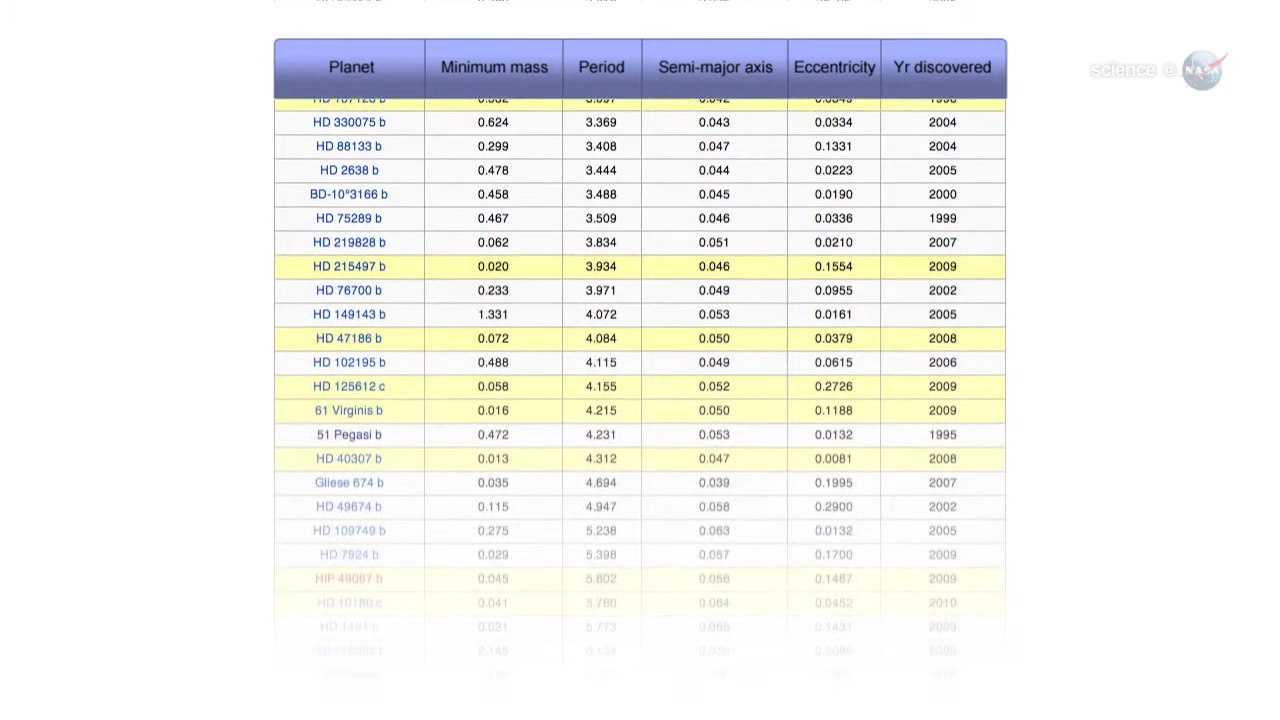 science @ NASA
Planet Minimum mass Period Semi-major axis Eccentricity Yr discovered
HD 330075 b 0.624 3.369 0.043 0.0334 2004
HD 88133 b 0.299 3.408 0.047 0.1331 2004
HD 2638 b 0.478 3.444 0.044 0.0223 2005
BD-10°3166 b 0.458 3.488 0.045 0.0190 2000
HD 75289 b 0.467 3.509 0.046 0.0336 1999
HD 219828 b 0.062 3.834 0.051 0.0210 2007
HD 215497 b 0.020 3.934 0.046 0.1554 2009
HD 76700 b 0.233 3.971 0.049 0.0955 2002
HD 149143 b 1.331 4.072 0.053 0.0161 2005
HD 47186 b 0.072 4.084 0.050 0.0379 2008
HD 102195 b 0.488 4.115 0.049 0.0615 2006
HD 125612 c 0.058 4.155 0.052 0.2726 2009
61 Virginis b 0.016 4.215 0.050 0.1188 2009
51 Pegasi b 0.472 4.231 0.053 0.0132 1995
HD 40307 b 0.013 4.312 0.047 0.0081 2008
Gliese 674 b 0.035 4.694 0.039 0.1995 2007
HD 49674 b 0.115 4.947 0.058 0.2900 2002
HD 109749 b 0.275 5.238 0.063 0.0132 2005
HD 7924 b 0.029 5.398 0.057 0.1700 2009
HIP 49067 b 0.045 5.602 0.056 0.1467 2009
HD 10180 0.041 5.760 0.064 0.0452 2010
HD 0.021 5.773 0.1431